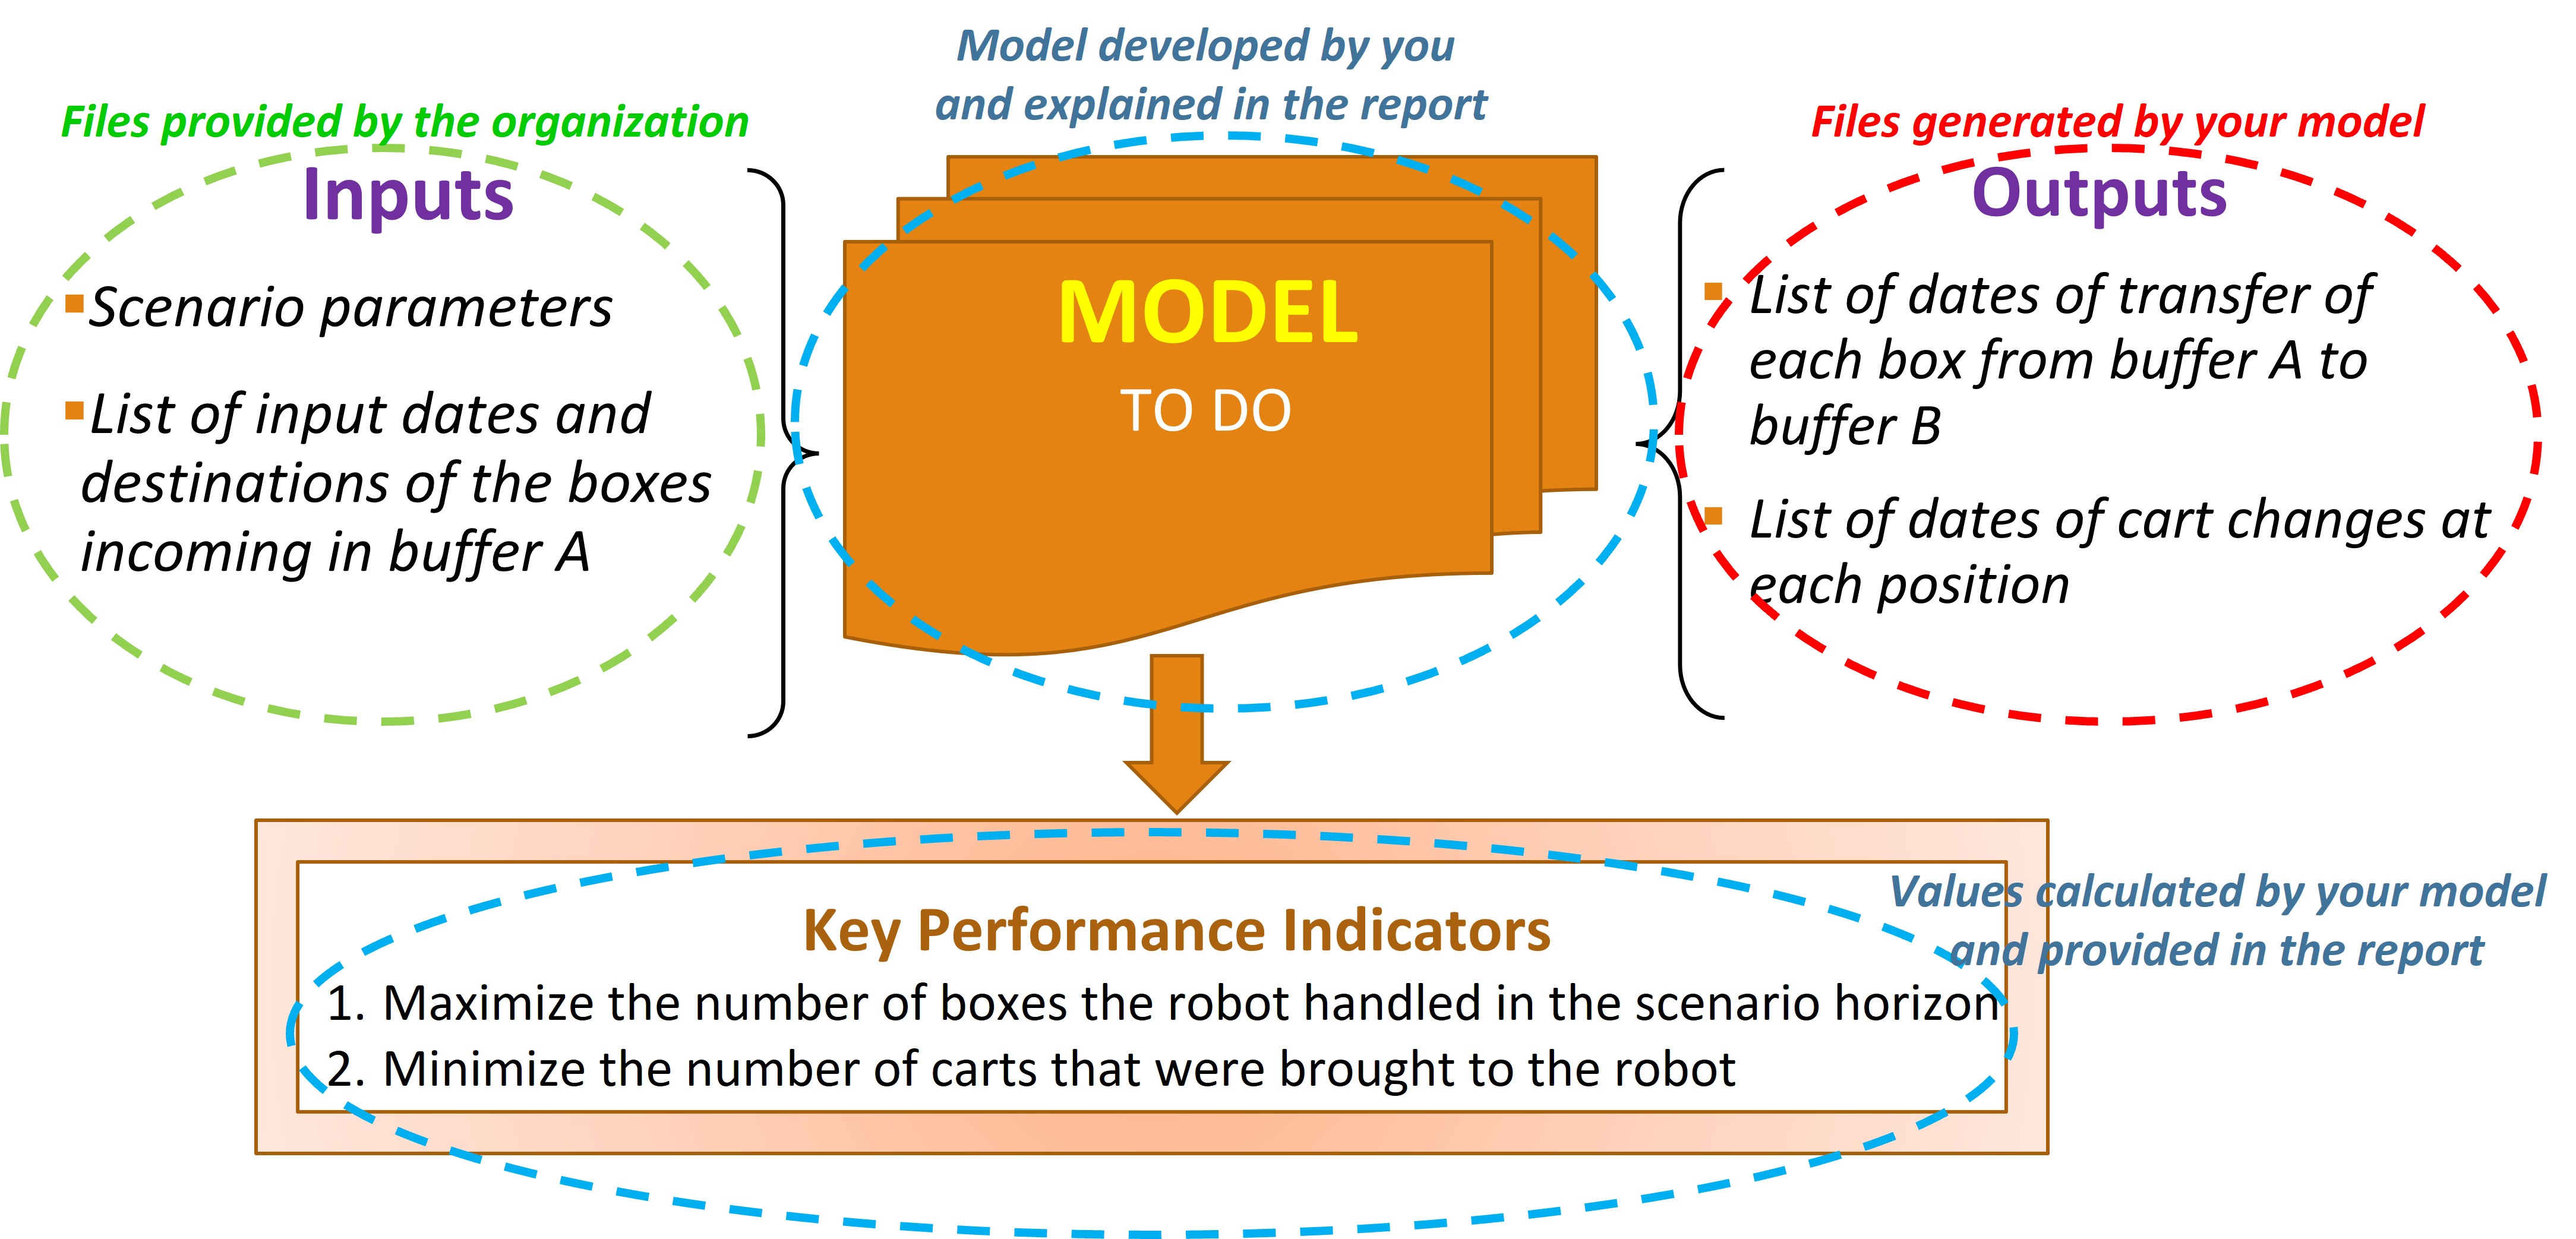 Model developed by you
and explained in the report
Files provided by the organization
Files generated by your model
Inputs
Scenario parameters
List of input dates and
destinations of the boxes
incoming in buffer A
MODEL
TO DO
Outputs
List of dates of transfer of
each box from buffer A to
buffer B
List of dates of cart changes at
each position
Values calculated by your model
and provided in the report
Key Performance Indicators
1. Maximize the number of boxes the robot handled in the scenario horizon
2. Minimize the number of carts that were brought to the robot